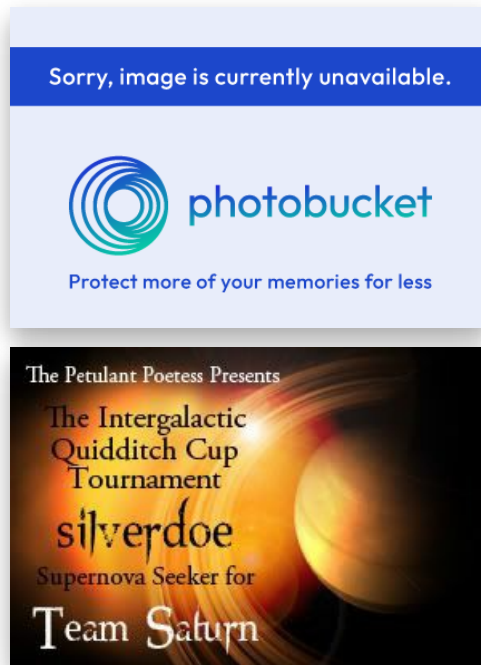 Sorry, image is currently unavailable.
photobucket
Protect more of your memories for less
The Petulant Poetess Presents
The Intergalactic
Quidditch Cup
Tournament
silverdoe
Supernova Seeker for
Team Saturn